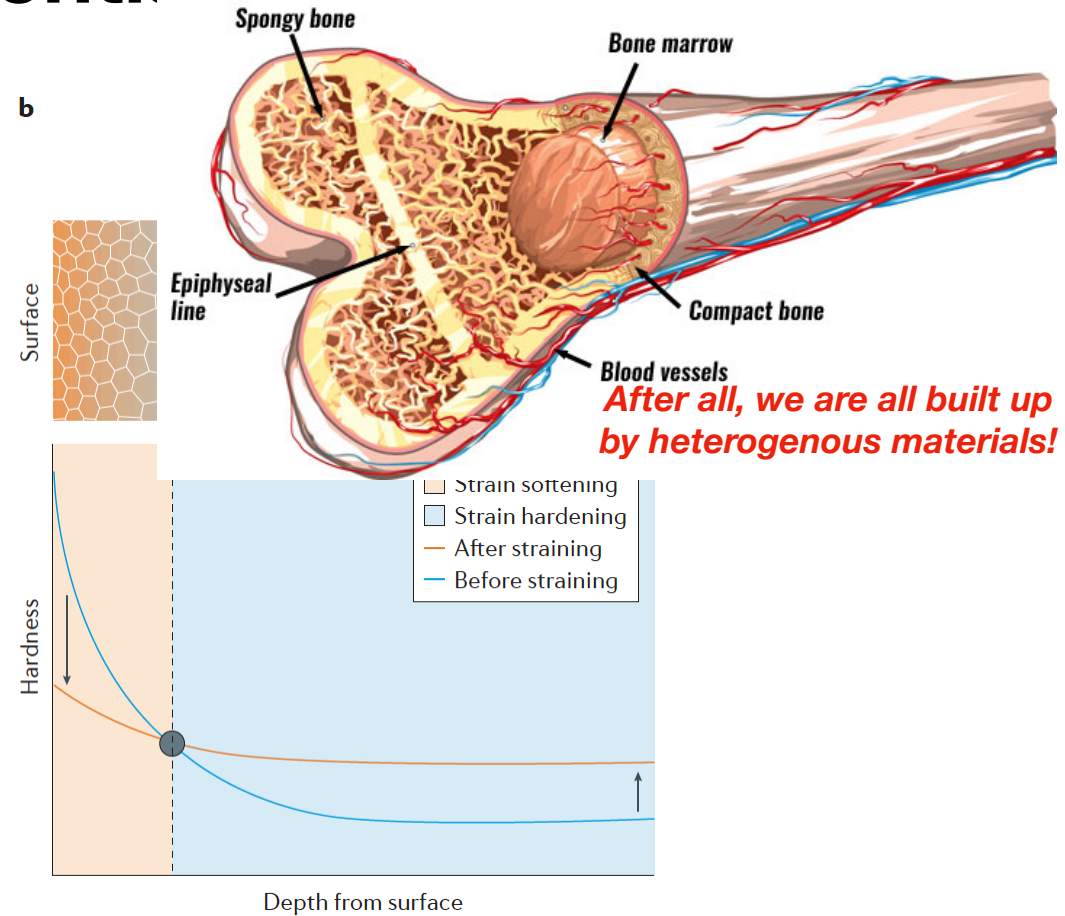 Spongy bone
Bone marrow
b
Epiphyseal
line
Surface
Compact bone
Blood vessels
After all, we are all built up
by heterogenous materials!
Strain softening
Strain hardening
After straining
Before straining
Hardness
Depth from surface